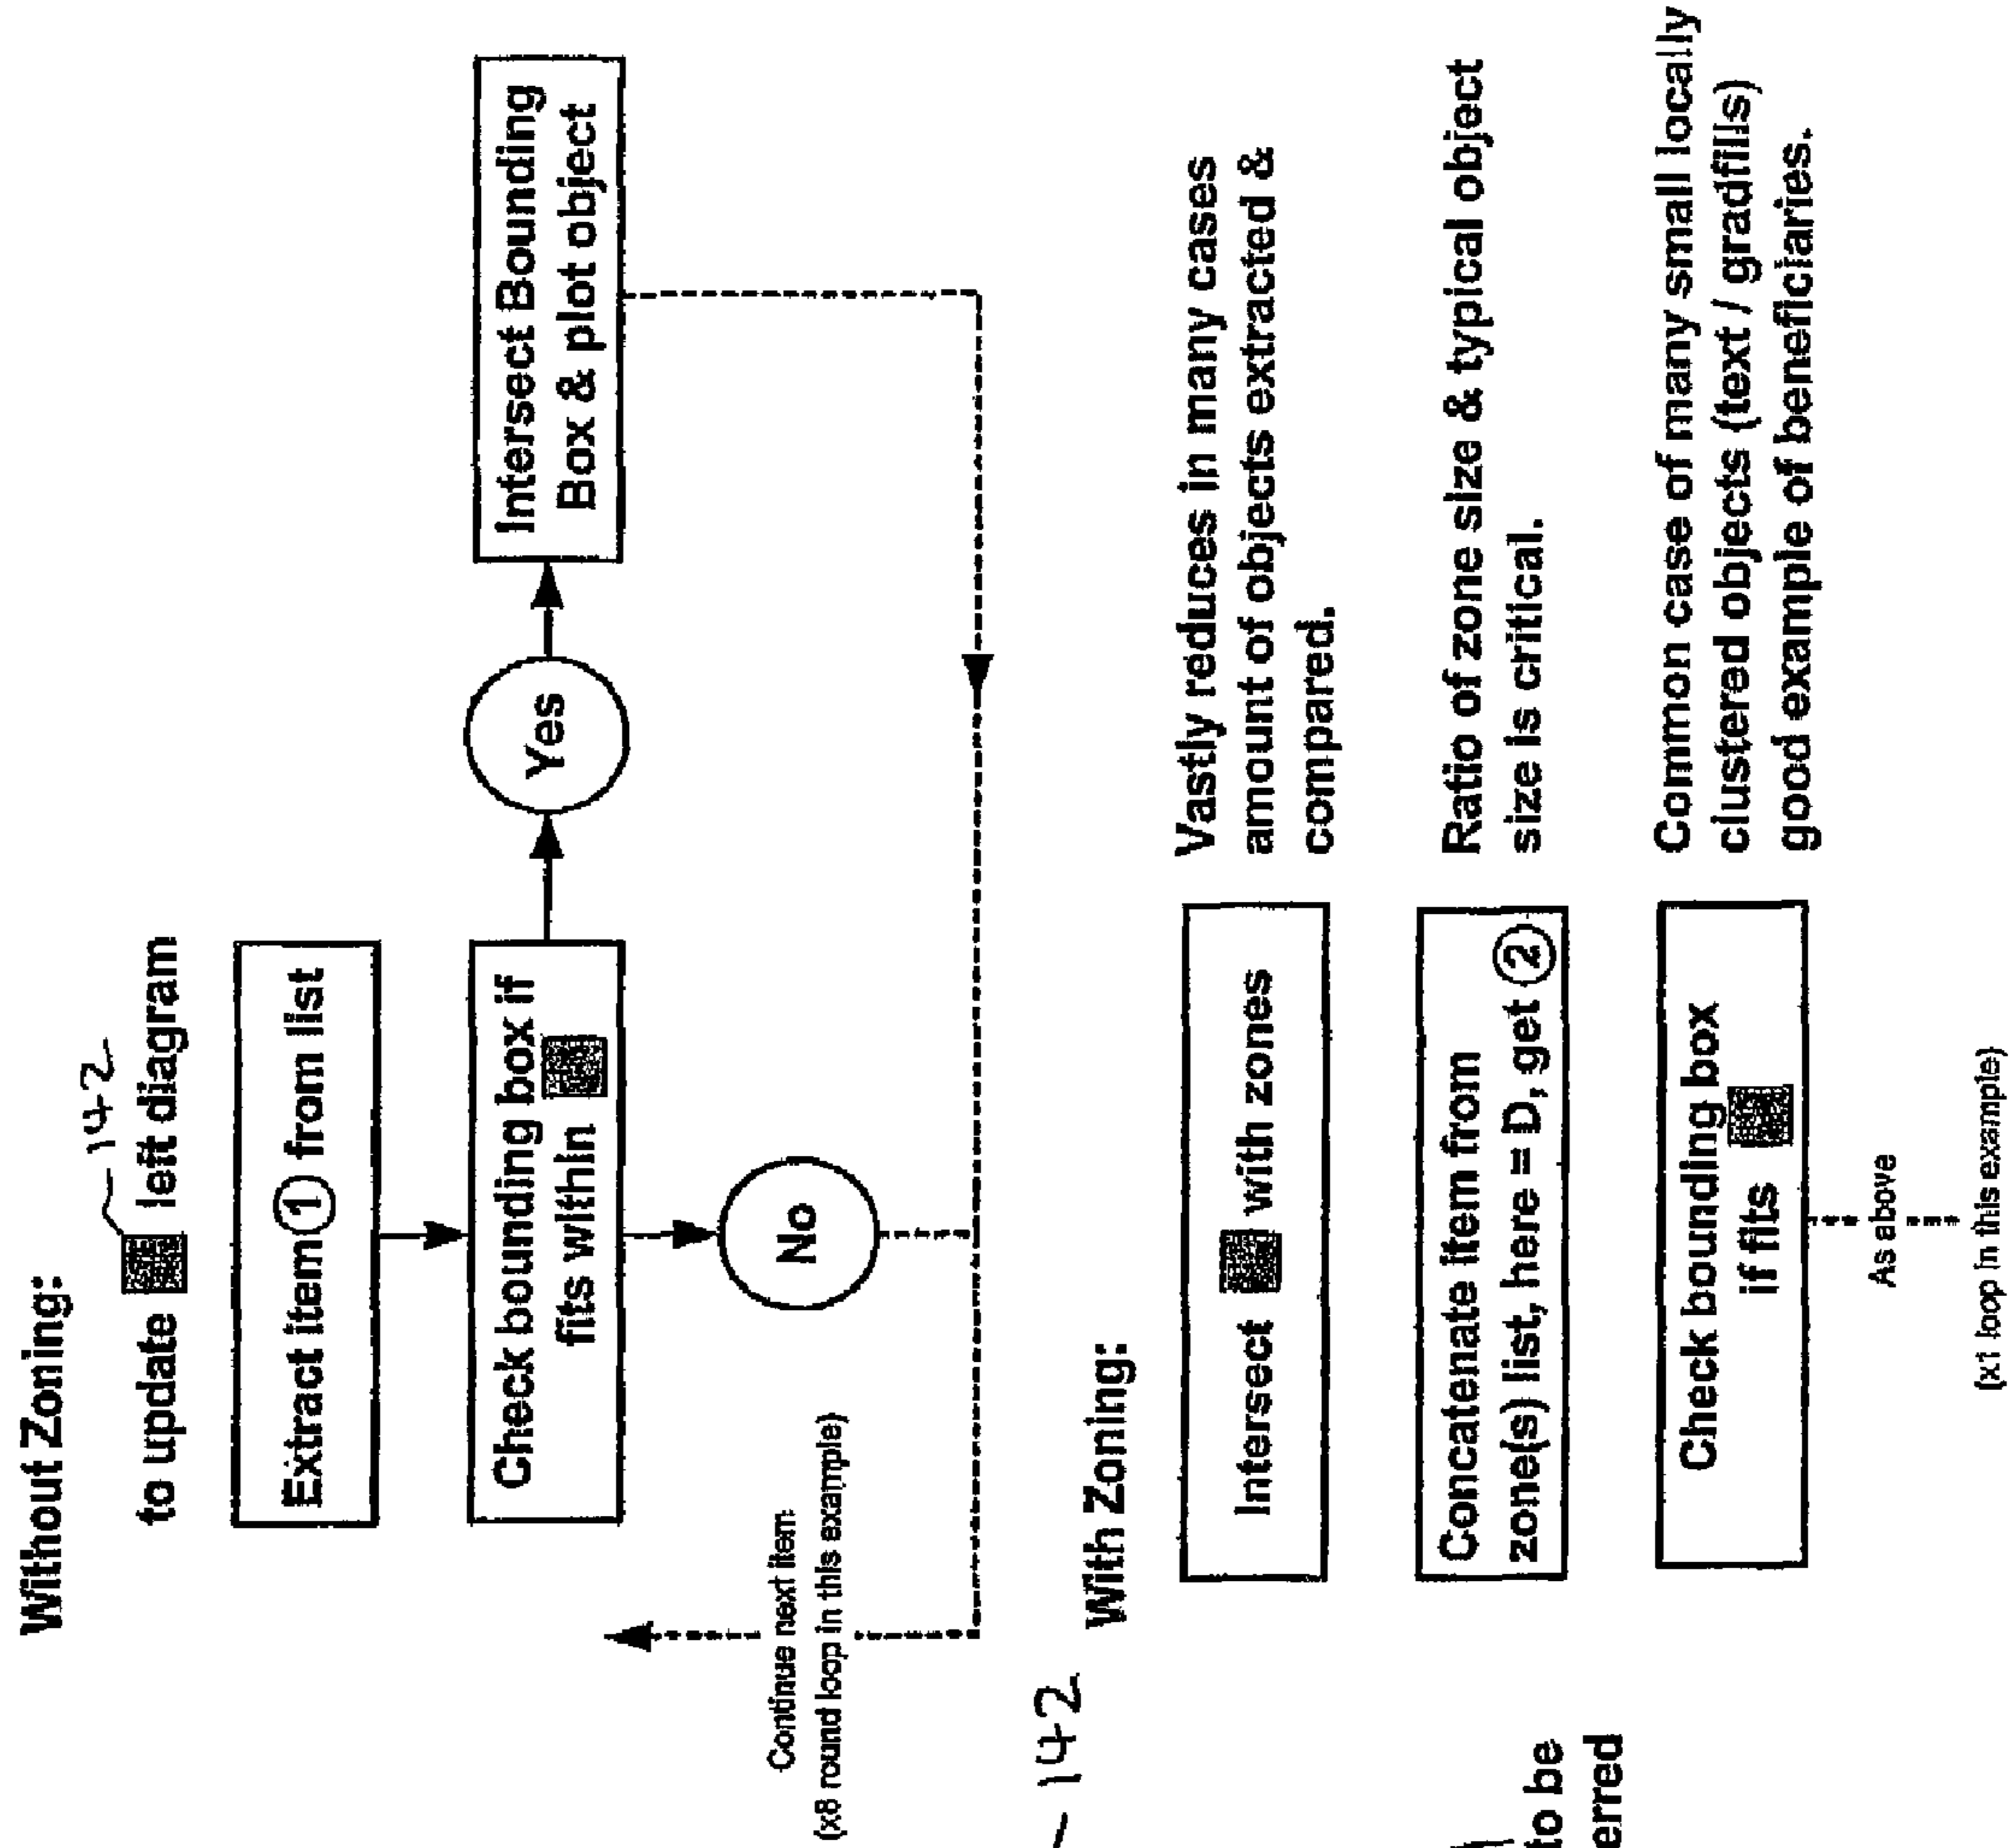 Without Zoning:
142
to update left diagram
Extract item 1 from list
Check bounding box if
fits within
Yes
Intersect Bounding
Box & plot object
No
Continue next item
(x8 round loop in this example)
142
With Zoning:
Intersect with zones
Vastly reduces in many cases
amount of objects extracted &
compared.
Concatenate item from
zone(s) list, here = D, get 2
Ratio of zone size & typical object
size is critical.
Check bounding box
if fits
Common case of many small locally
clustered objects (text / gradfills)
good example of beneficiaries.
As above
(x1 loop in this example)
to be
erred